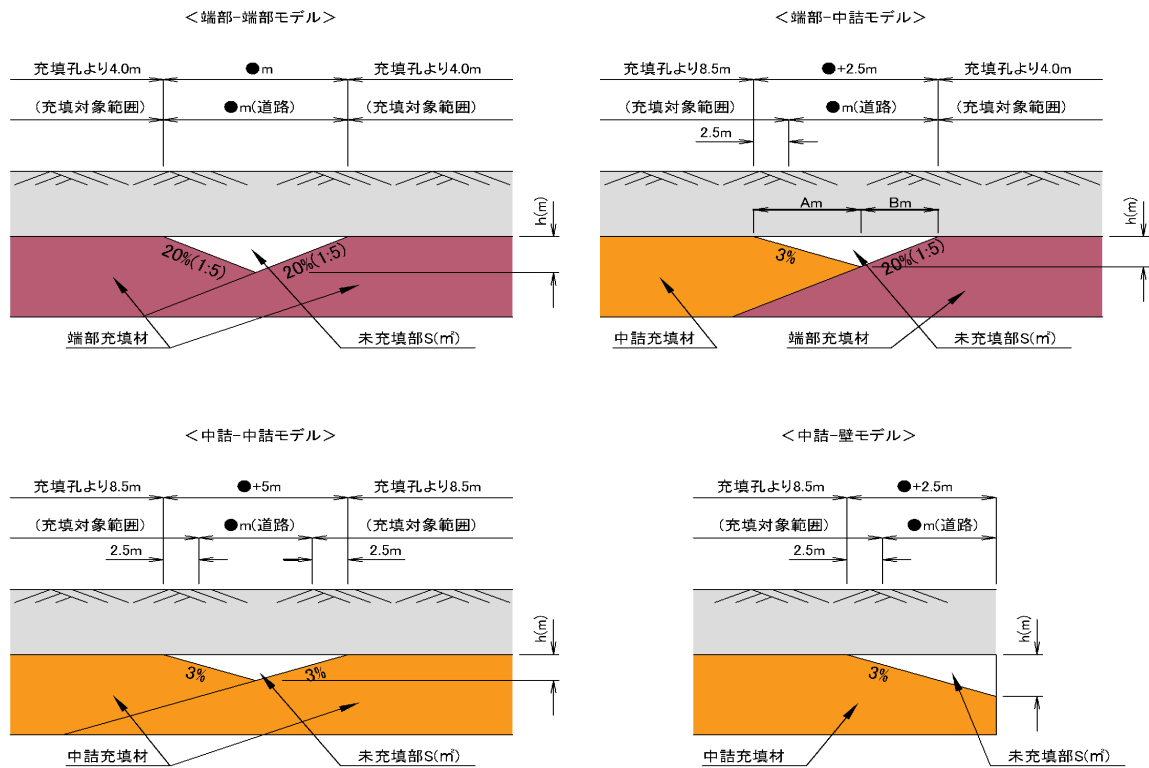 ＜端部-端部モデル＞
充填孔より4.0m
●m
充填孔より4.0m
(充填対象範囲)
●m(道路)
(充填対象範囲)
h(m)
20%(1:5)
20%(1:5)
端部充填材
未充填部S(㎡)
＜端部-中詰モデル＞
充填孔より8.5m
●+2.5m
充填孔より4.0m
(充填対象範囲)
●m(道路)
(充填対象範囲)
2.5m
Am
Bm
h(m)
3%
20%(1:5)
中詰充填材
端部充填材
未充填部S(㎡)
＜中詰-中詰モデル＞
充填孔より8.5m
●+5m
充填孔より8.5m
(充填対象範囲)
●m(道路)
(充填対象範囲)
2.5m
2.5m
h(m)
3%
3%
中詰充填材
未充填部S(㎡)
＜中詰-壁モデル＞
充填孔より8.5m
●+2.5m
(充填対象範囲)
●m(道路)
2.5m
h(m)
3%
中詰充填材
未充填部S(㎡)